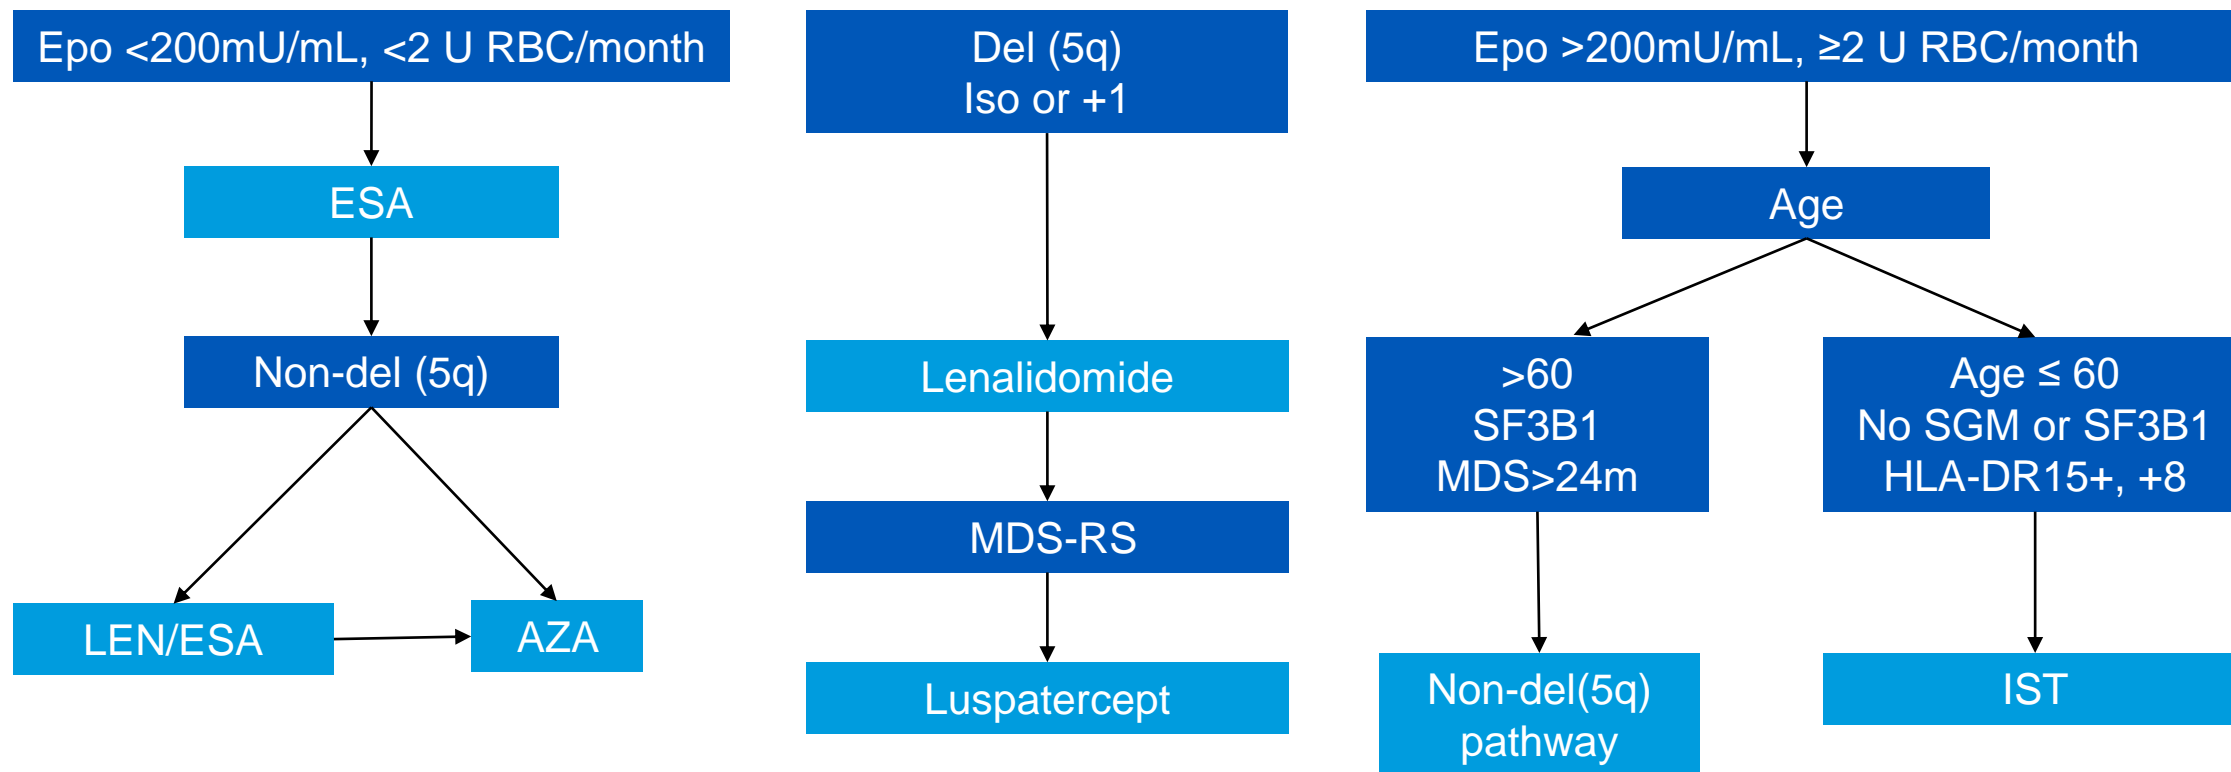 Epo <200mU/mL, <2 U RBC/month
ESA
Non-del (5q)
LEN/ESA
AZA
Del (5q)
Iso or +1
Lenalidomide
MDS-RS
Luspatercept
Epo >200mU/mL, ≥2 U RBC/month
Age
>60
SF3B1
MDS>24m
Non-del(5q)
pathway
Age ≤ 60
No SGM or SF3B1
HLA-DR15+, +8
IST